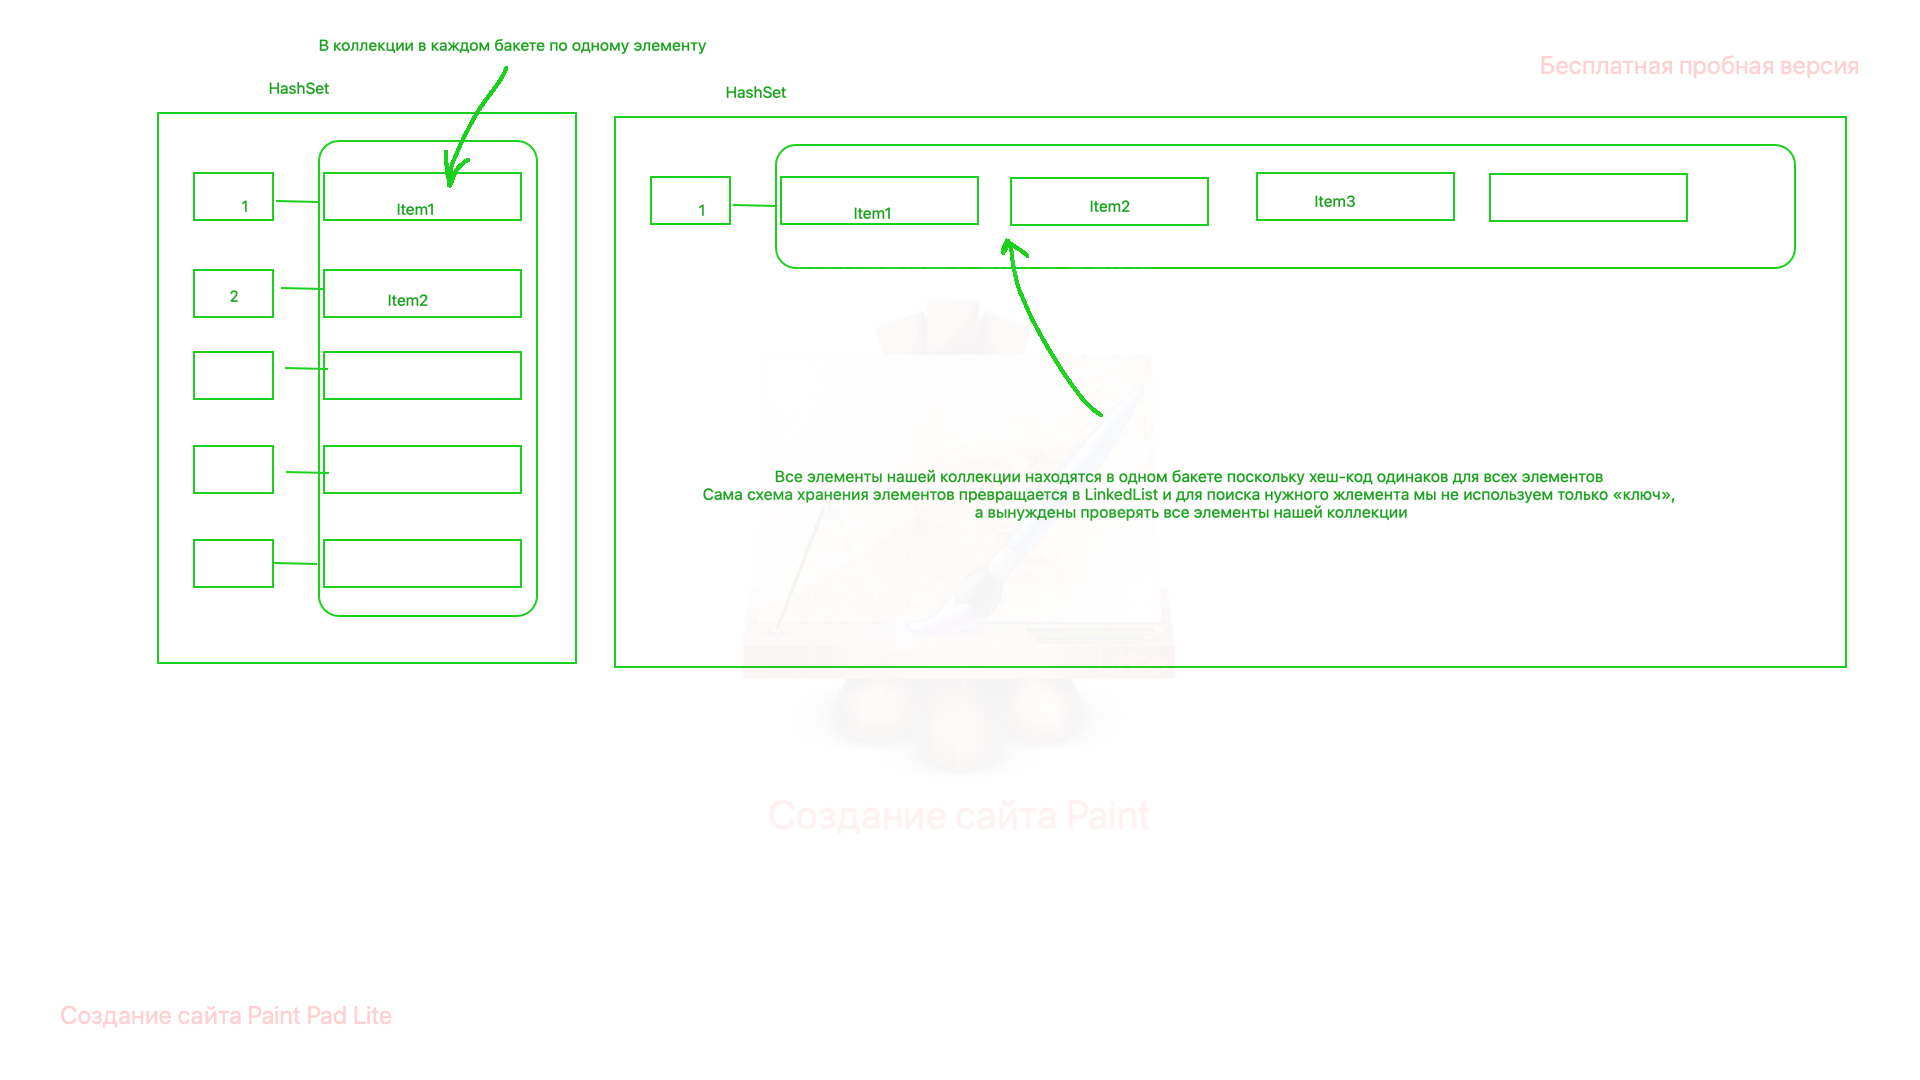 В коллекции в каждом бакете по одному элементу
Бесплатная пробная версия
HashSet
HashSet
1
Item1
2
Item2
1
Item1
Item2
Item3
Все элементы нашей коллекции находятся в одном бакете поскольку хеш-код одинаков для всех элементов
Сама схема хранения элементов превращается в LinkedList и для поиска нужного жлемента мы не используем только «ключ»,
а вынуждены проверять все элементы нашей коллекции
Создание сайта Paint
Создание сайта Paint Pad Lite